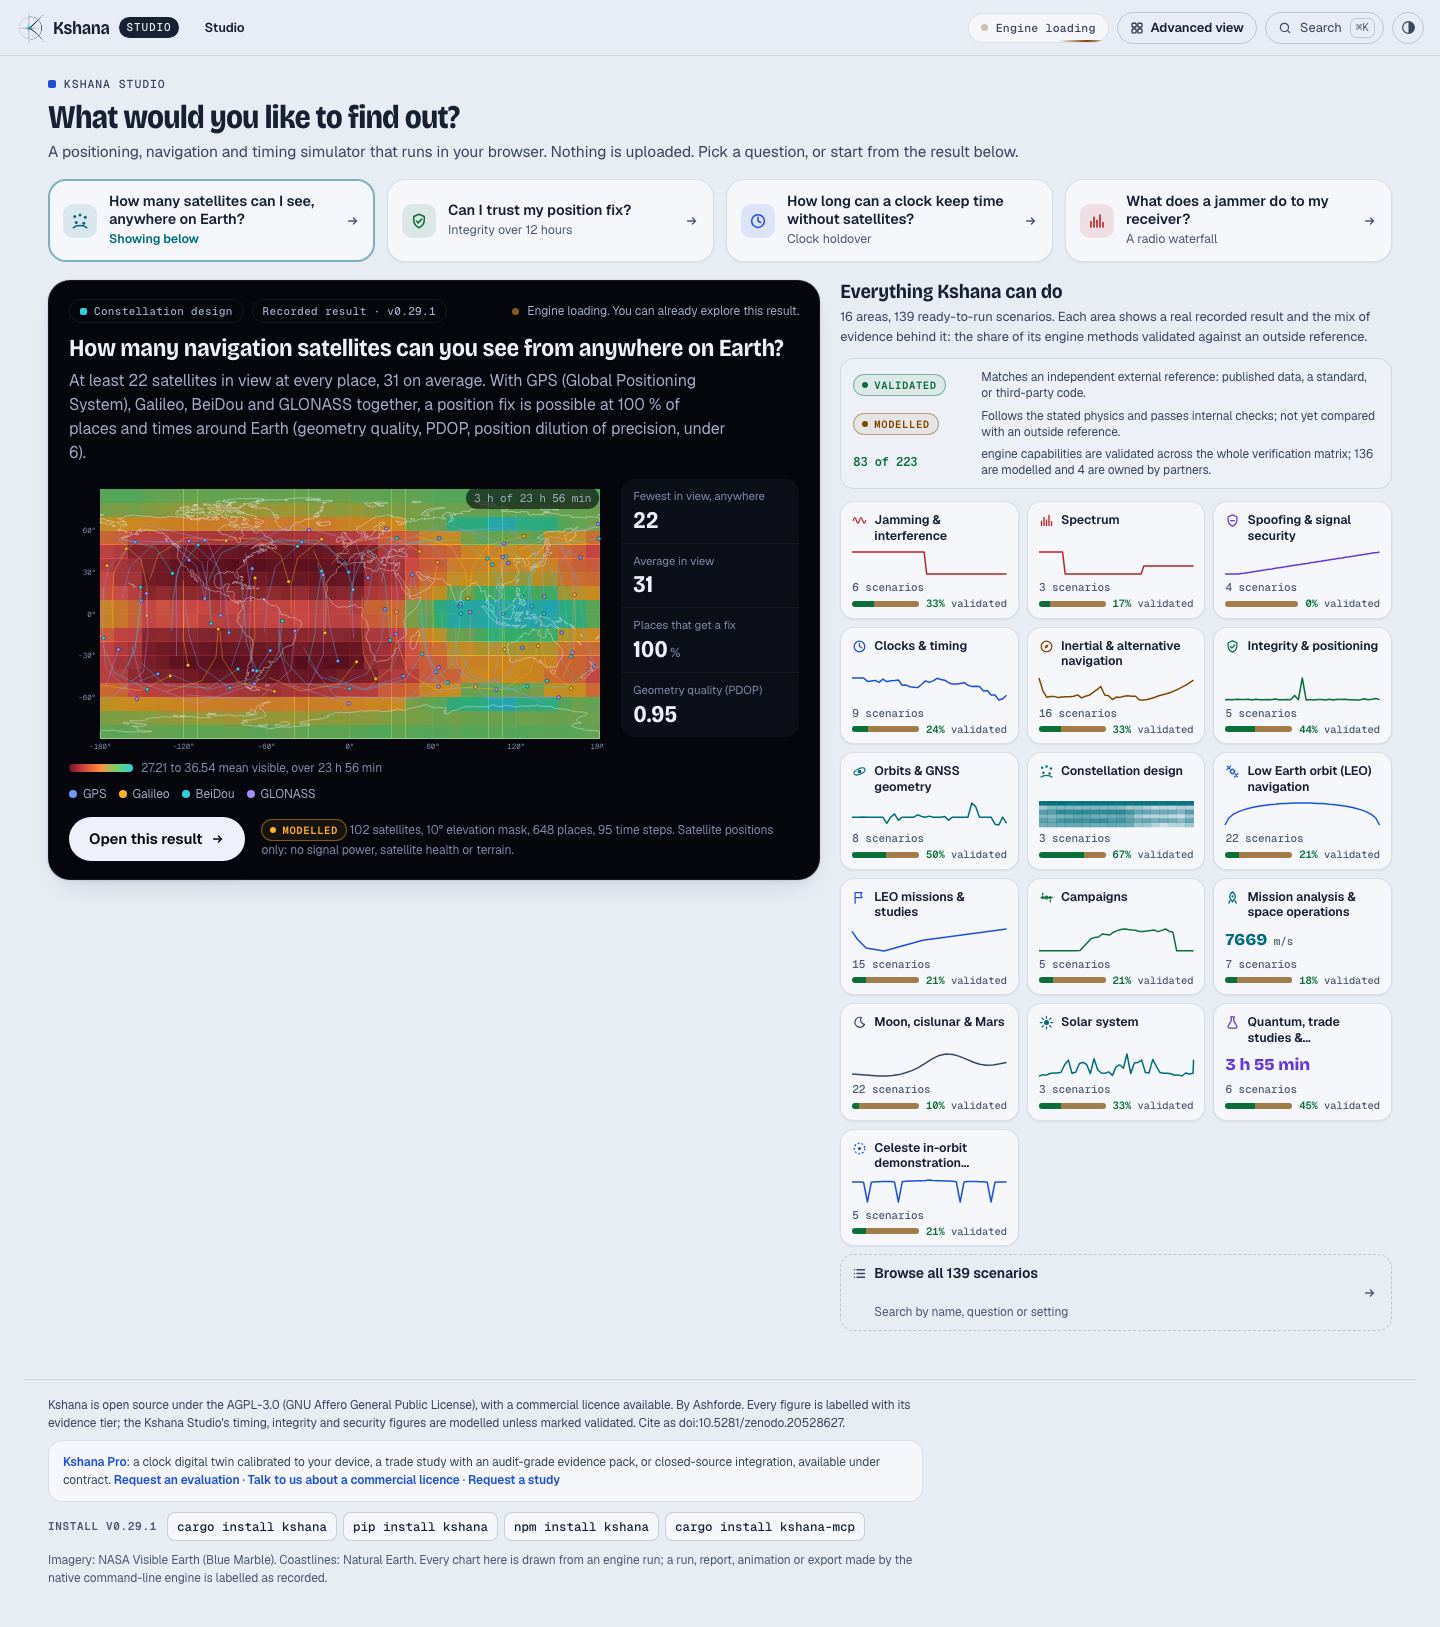 Kshana STUDIO Studio Engine loading Advanced view Search ⌘K
KSHANA STUDIO
What would you like to find out?
A positioning, navigation and timing simulator that runs in your browser. Nothing is uploaded. Pick a question, or start from the result below.
How many satellites can I see,
anywhere on Earth?
Showing below
Can I trust my position fix?
Integrity over 12 hours
How long can a clock keep time
without satellites?
Clock holdover
What does a jammer do to my
receiver?
A radio waterfall
Constellation design Recorded result · v0.29.1 Engine loading. You can already explore this result.
How many navigation satellites can you see from anywhere on Earth?
At least 22 satellites in view at every place, 31 on average. With GPS (Global Positioning
System), Galileo, BeiDou and GLONASS together, a position fix is possible at 100 % of
places and times around Earth (geometry quality, PDOP, position dilution of precision, under
6).
3 h of 23 h 56 min
60°
30°
0°
-30°
-60°
-180° -120° -60° 0° 60° 120° 180°
Fewest in view, anywhere
22
Average in view
31
Places that get a fix
100 %
Geometry quality (PDOP)
0.95
27.21 to 36.54 mean visible, over 23 h 56 min
GPS Galileo BeiDou GLONASS
Open this result →
MODELLED 102 satellites, 10° elevation mask, 648 places, 95 time steps. Satellite positions
only: no signal power, satellite health or terrain.
Everything Kshana can do
16 areas, 139 ready-to-run scenarios. Each area shows a real recorded result and the mix of
evidence behind it: the share of its engine methods validated against an outside reference.
VALIDATED
Matches an independent external reference: published data, a standard,
or third-party code.
MODELLED
Follows the stated physics and passes internal checks; not yet compared
with an outside reference.
83 of 223
engine capabilities are validated across the whole verification matrix; 136
are modelled and 4 are owned by partners.
Jamming &
interference
6 scenarios
33% validated
Spectrum
3 scenarios
17% validated
Spoofing & signal
security
4 scenarios
0% validated
Clocks & timing
9 scenarios
24% validated
Inertial & alternative
navigation
16 scenarios
33% validated
Integrity & positioning
5 scenarios
44% validated
Orbits & GNSS
geometry
8 scenarios
50% validated
Constellation design
3 scenarios
67% validated
Low Earth orbit (LEO)
navigation
22 scenarios
21% validated
LEO missions &
studies
15 scenarios
21% validated
Campaigns
5 scenarios
21% validated
Mission analysis &
space operations
7669 m/s
7 scenarios
18% validated
Moon, cislunar & Mars
22 scenarios
10% validated
Solar system
3 scenarios
33% validated
Quantum, trade
studies &…
3 h 55 min
6 scenarios
45% validated
Celeste in-orbit
demonstration…
5 scenarios
21% validated
Browse all 139 scenarios
Search by name, question or setting
Kshana is open source under the AGPL-3.0 (GNU Affero General Public License), with a commercial licence available. By Ashforde. Every figure is labelled with its
evidence tier; the Kshana Studio's timing, integrity and security figures are modelled unless marked validated. Cite as doi:10.5281/zenodo.20528627.
Kshana Pro: a clock digital twin calibrated to your device, a trade study with an audit-grade evidence pack, or closed-source integration, available under
contract. Request an evaluation · Talk to us about a commercial licence · Request a study
INSTALL V0.29.1 cargo install kshana pip install kshana npm install kshana cargo install kshana-mcp
Imagery: NASA Visible Earth (Blue Marble). Coastlines: Natural Earth. Every chart here is drawn from an engine run; a run, report, animation or export made by the
native command-line engine is labelled as recorded.